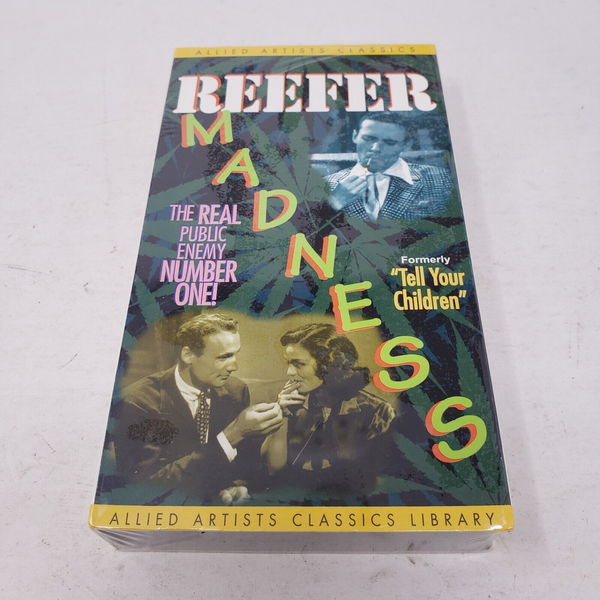 ALLIED ARTISTS CLASSICS
REEFER
MADNESS
THE REAL
PUBLIC
ENEMY
NUMBER
ONE!
Formerly
“Tell Your
Children”
ALLIED ARTISTS CLASSICS LIBRARY